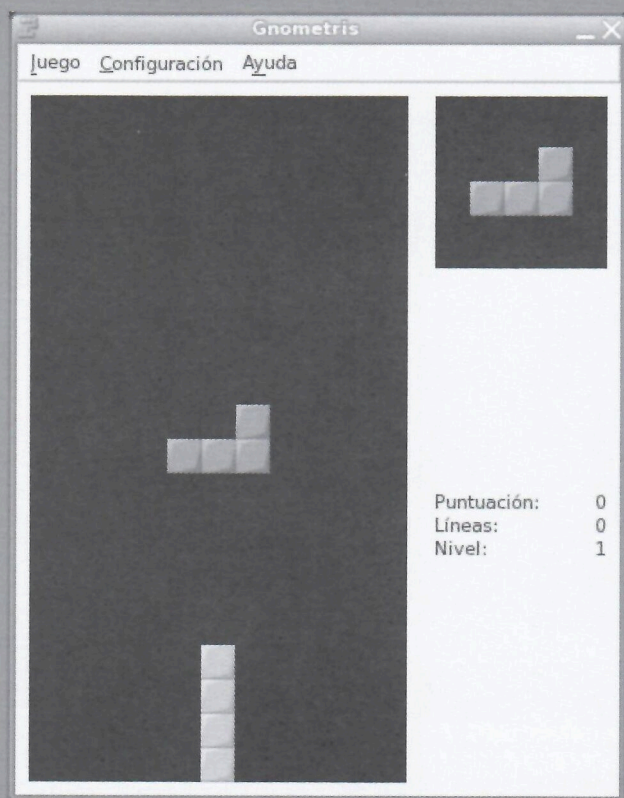 Gnometris
Juego Configuración Ayuda
Puntuación: 0
Líneas: 0
Nivel: 1